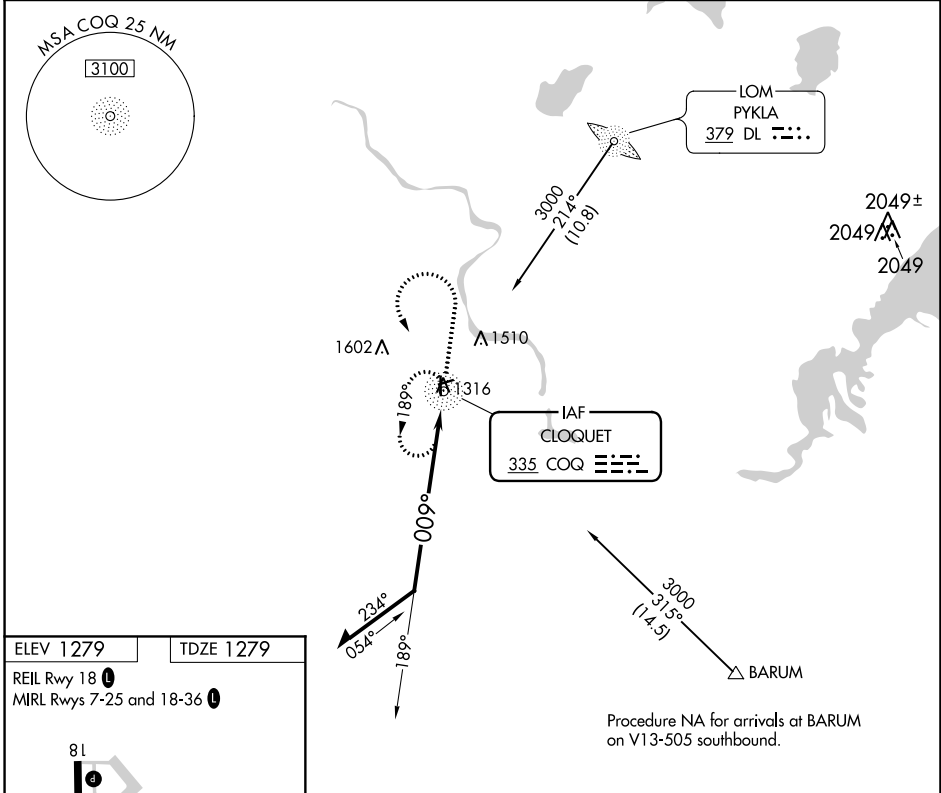 MSA COQ 25 NM
3100
LOM
PYKLA
379 DL
3000
214°
(10.8)
2049±
2049
2049
1602
1510
1316
189°
IAF
CLOQUET
335 COQ
009°
234°
054°
189°
3000
315°
(14.5)
BARUM
Procedure NA for arrivals at BARUM
on V13-505 southbound.
ELEV 1279
TDZE 1279
REIL Rwy 18 L
MIRL Rwys 7-25 and 18-36 L
18
P